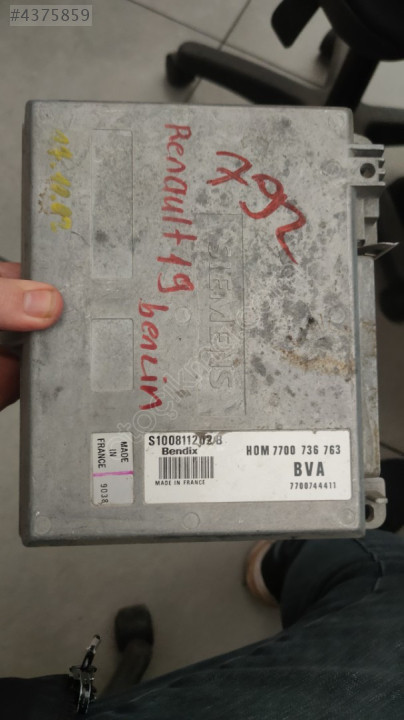 #4375859
792
Renault 19
benzin
SIEMENS
MADE
IN
FRANCE
9038
Bendix
MADE IN FRANCE
HOM 7700 736 763
BVA
7700744411